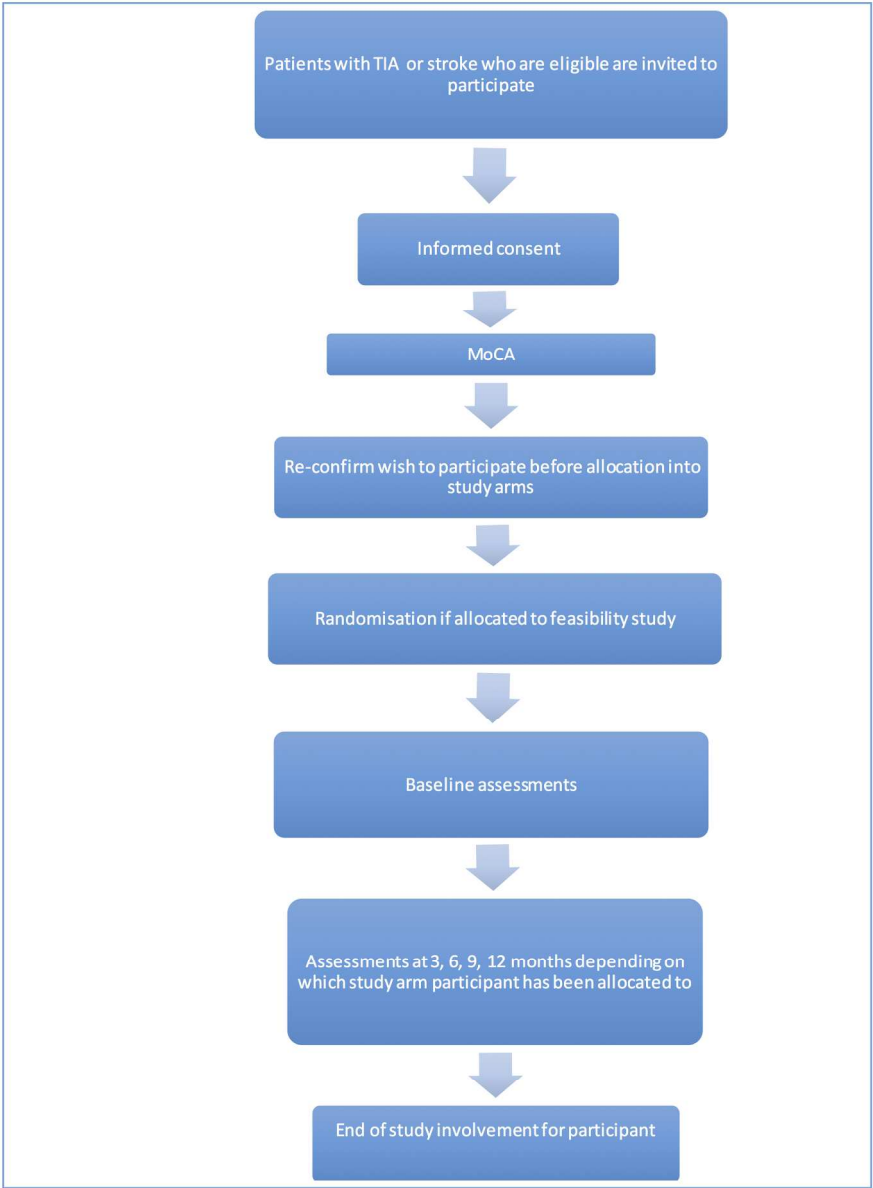 Patients with TIA or stroke who are eligible are invited to
participate
Informed consent
MoCA
Re-confirm wish to participate before allocation into
study arms
Randomisation if allocated to feasibility study
Baseline assessments
Assessments at 3, 6, 9, 12 months depending on
which study arm participant has been allocated to
End of study involvement for participant